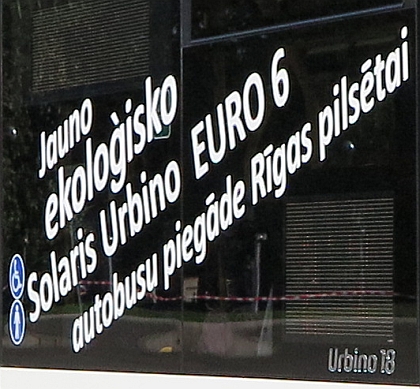 Jauno
ekoloģisko
Solaris Urbino EURO 6
autobusu piegāde Rīgas pilsētai
Urbino 18